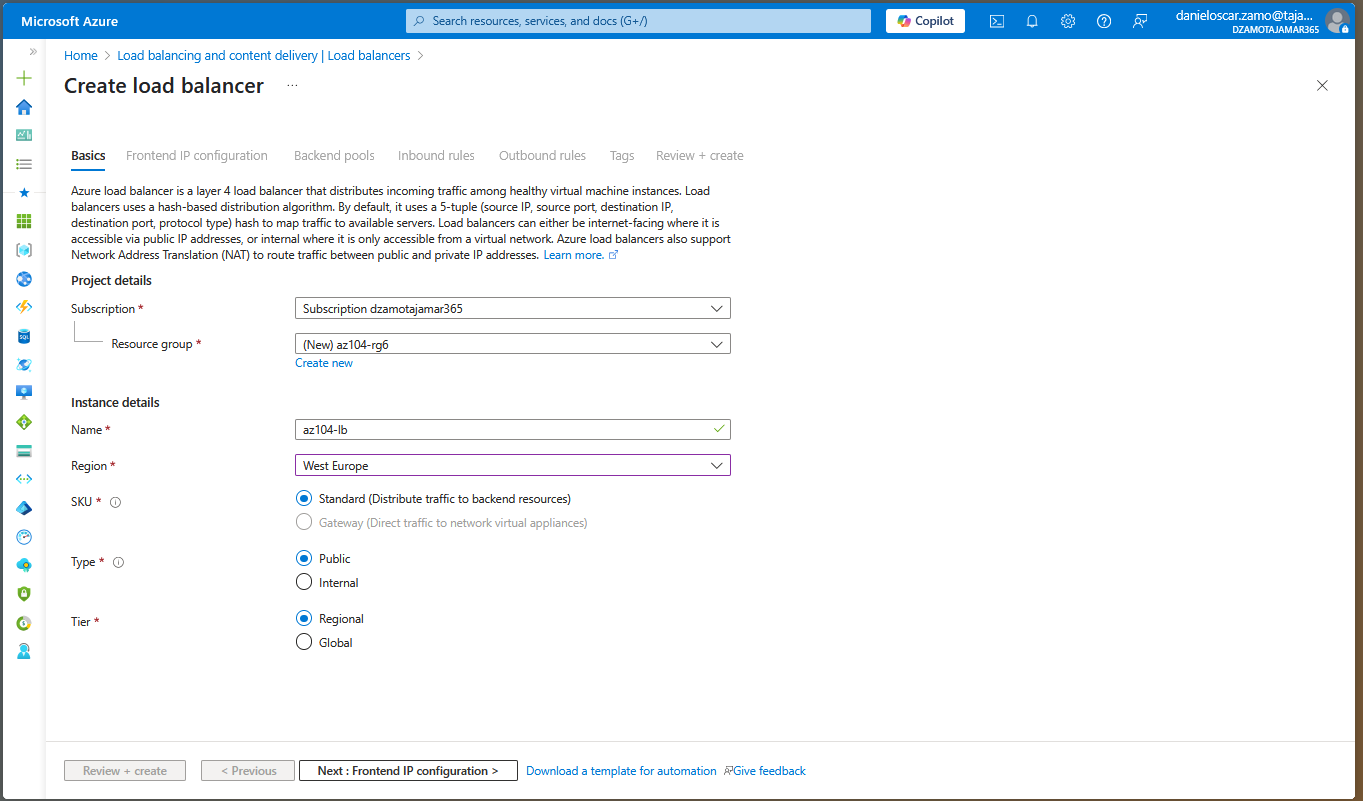 Microsoft Azure
Search resources, services, and docs (G+/)
Copilot
danieloscar.zamo@taja...
DZAMOTAJAMAR365
Home > Load balancing and content delivery | Load balancers >
Create load balancer ...
Basics Frontend IP configuration Backend pools Inbound rules Outbound rules Tags Review + create
Azure load balancer is a layer 4 load balancer that distributes incoming traffic among healthy virtual machine instances. Load
balancers uses a hash-based distribution algorithm. By default, it uses a 5-tuple (source IP, source port, destination IP,
destination port, protocol type) hash to map traffic to available servers. Load balancers can either be internet-facing where it is
accessible via public IP addresses, or internal where it is only accessible from a virtual network. Azure load balancers also support
Network Address Translation (NAT) to route traffic between public and private IP addresses. Learn more.
Project details
Subscription * Subscription dzamotajamar365
Resource group * (New) az104-rg6
Create new
Instance details
Name * az104-lb
Region * West Europe
SKU * Standard (Distribute traffic to backend resources)
Gateway (Direct traffic to network virtual appliances)
Type * Public
Internal
Tier * Regional
Global
Review + create < Previous Next : Frontend IP configuration > Download a template for automation Give feedback
SQL